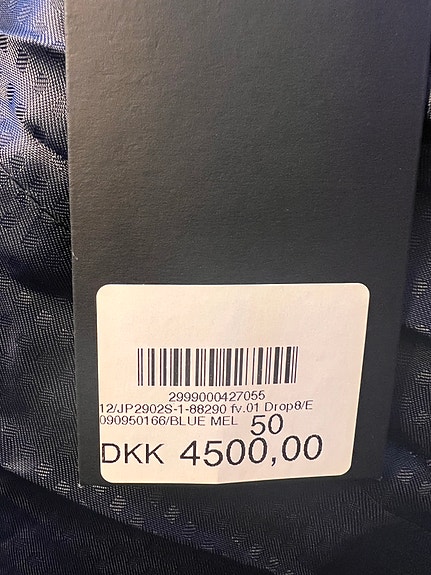 2999000427055
12/JP2902S-1-88290 fv.01 Drop8/E
090950166/BLUE MEL 50
DKK 4500,00